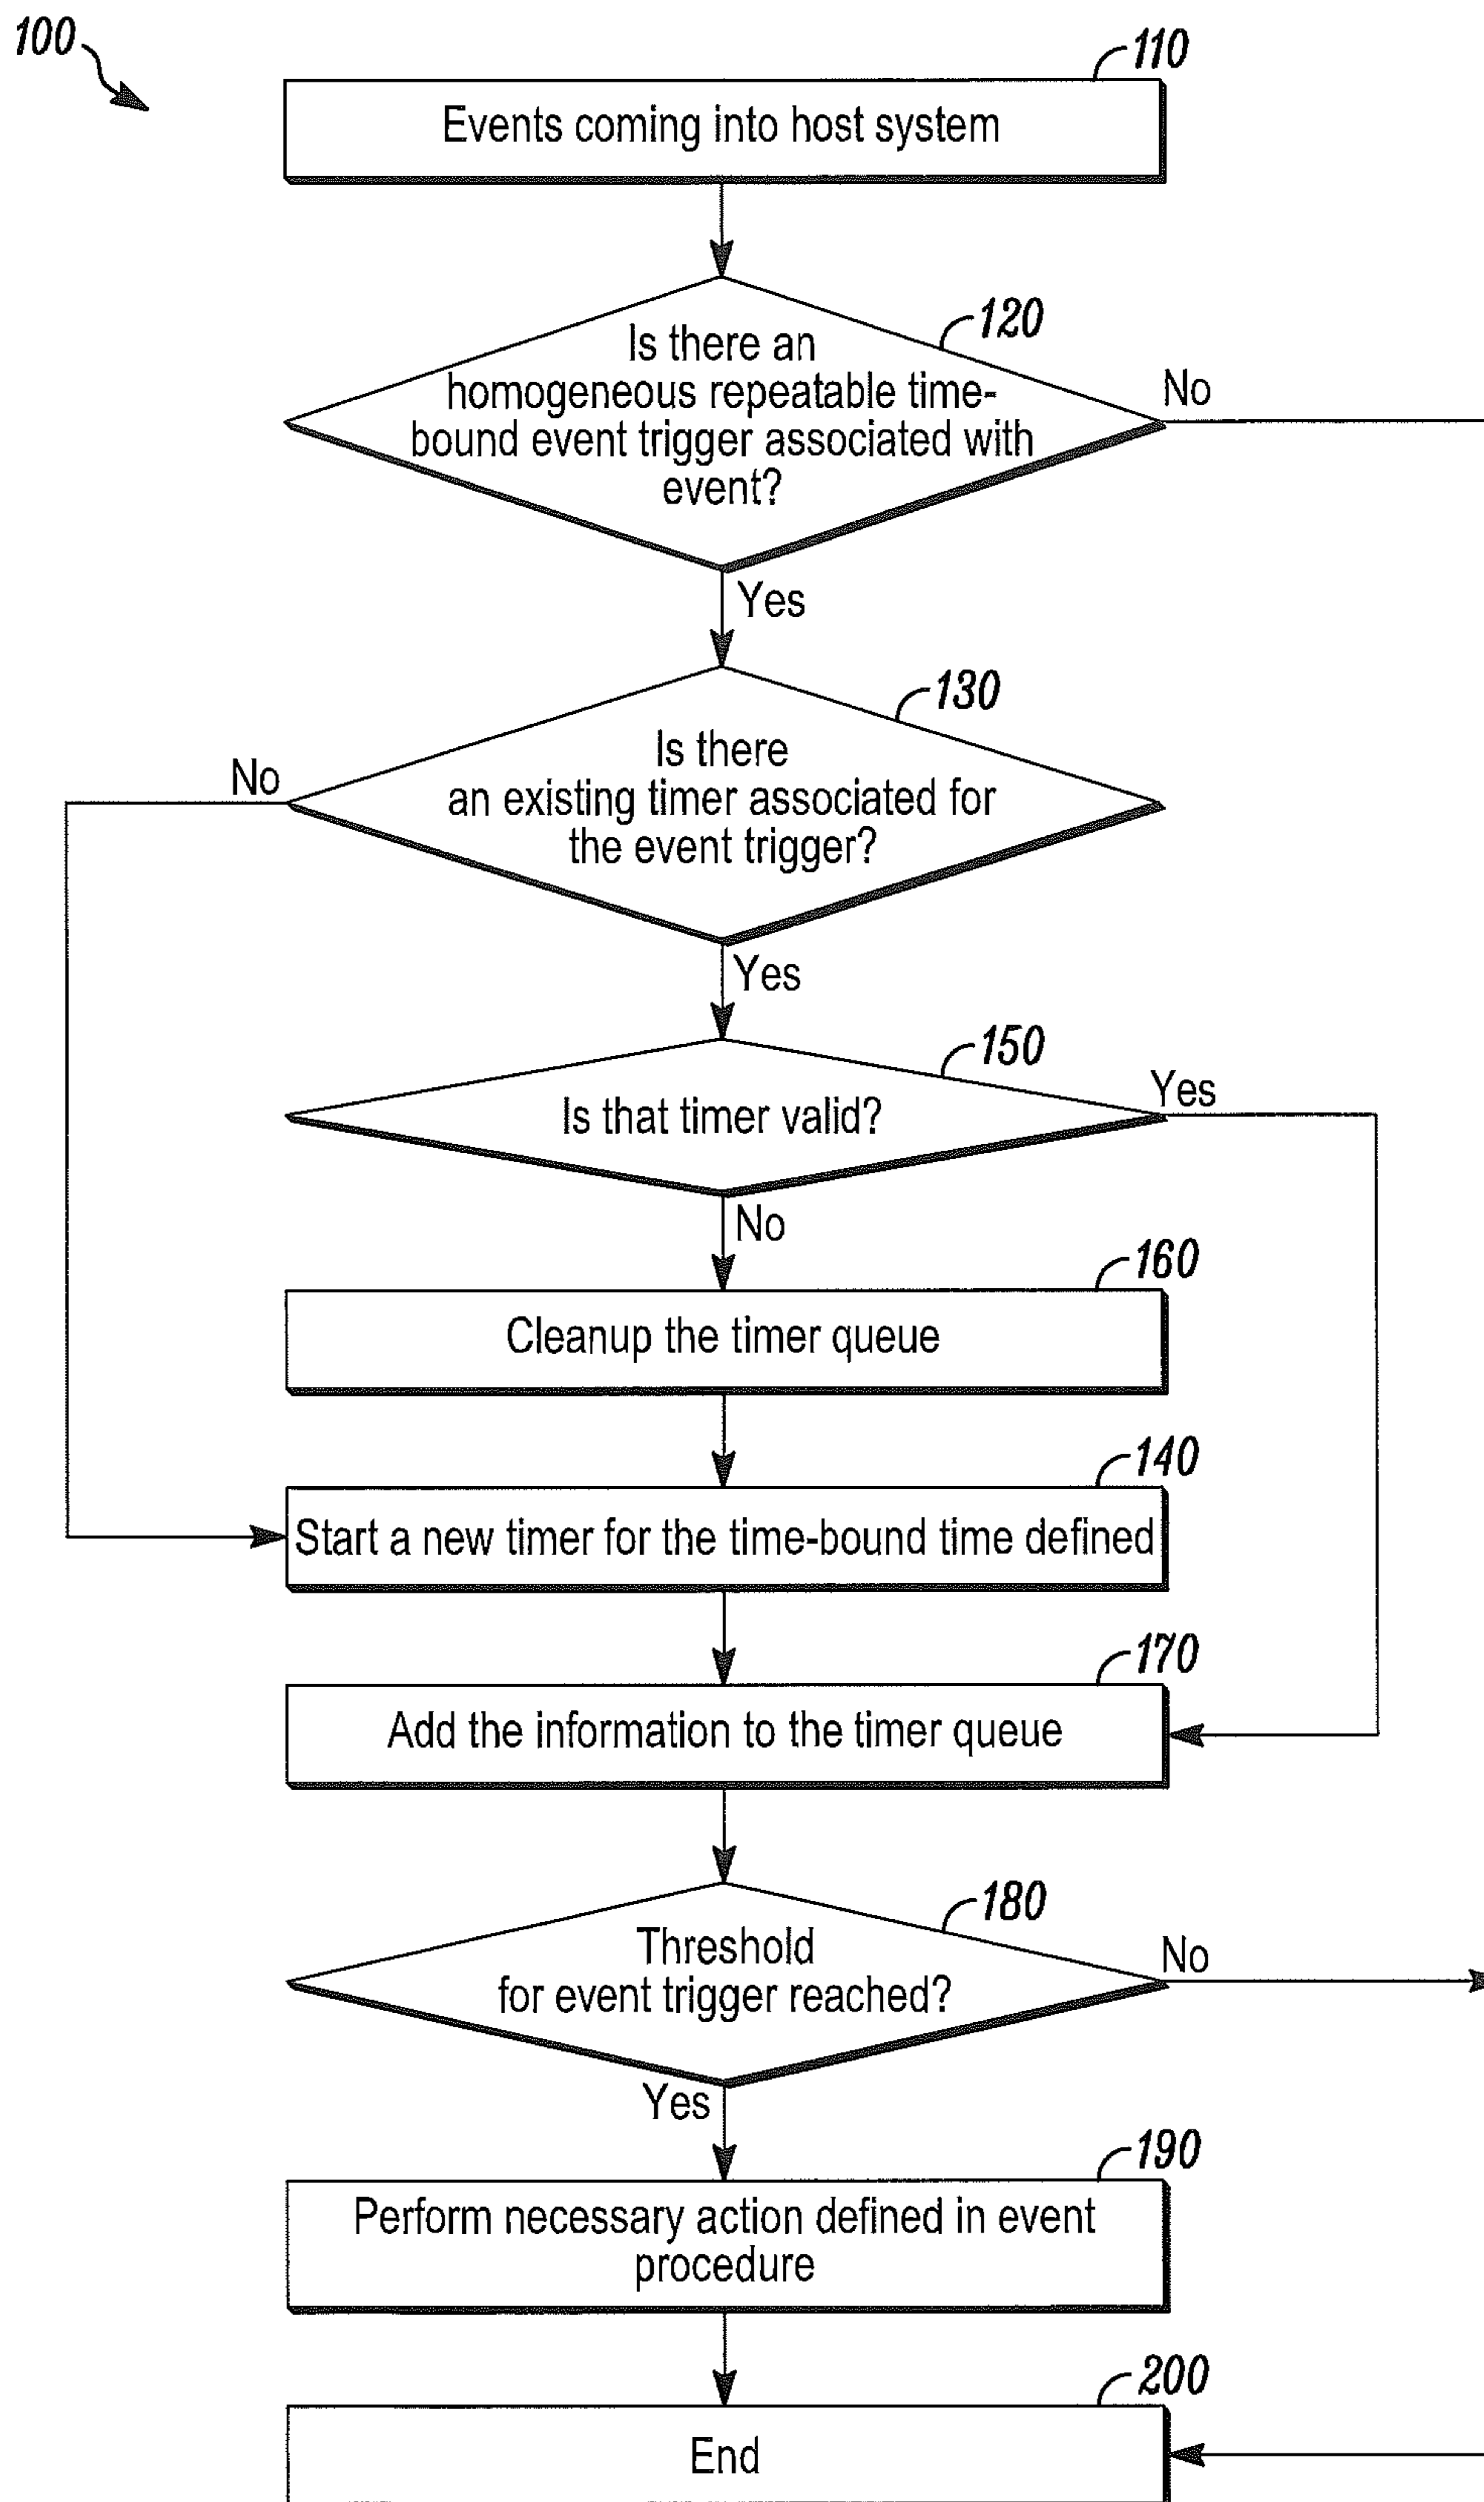 100
110
Events coming into host system
120
Is there an
homogeneous repeatable time-
bound event trigger associated with
event?
No
Yes
130
Is there
an existing timer associated for
the event trigger?
No
Yes
150
Is that timer valid?
Yes
No
160
Cleanup the timer queue
140
Start a new timer for the time-bound time defined
170
Add the information to the timer queue
180
Threshold
for event trigger reached?
No
Yes
190
Perform necessary action defined in event
procedure
200
End